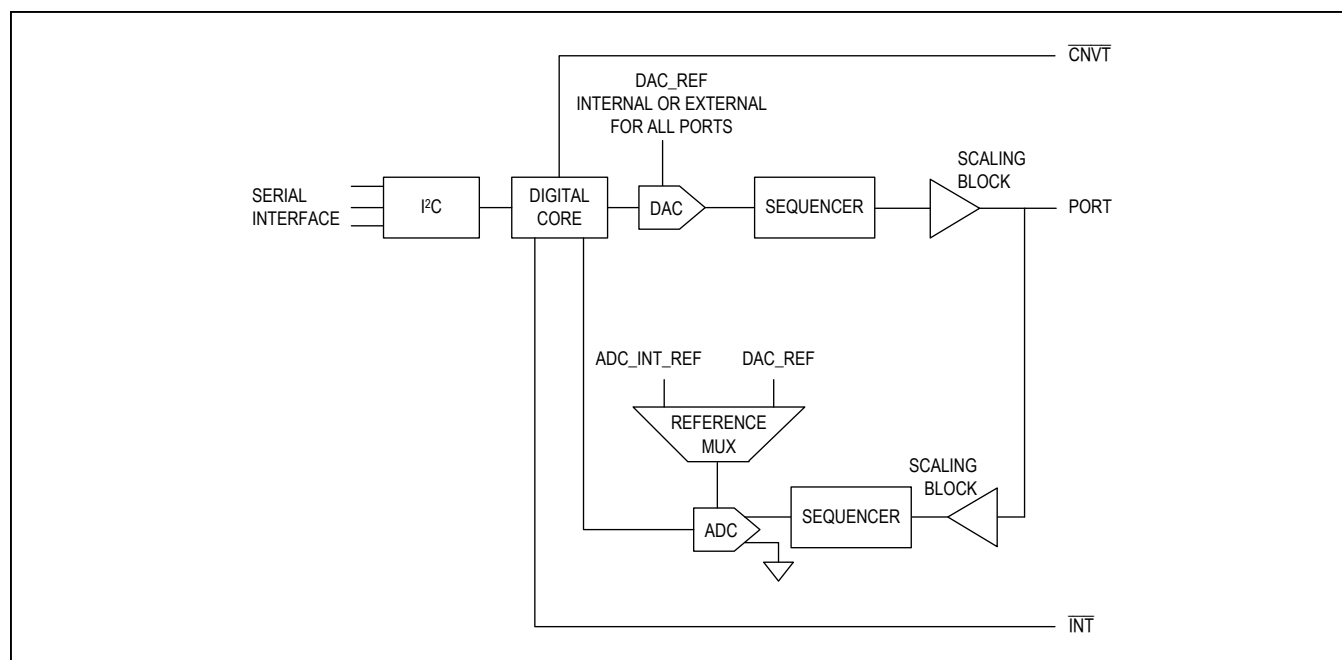 CNVT
DAC_REF
INTERNAL OR EXTERNAL
FOR ALL PORTS
SCALING
BLOCK
SERIAL
INTERFACE
I²C
DIGITAL
CORE
DAC
SEQUENCER
PORT
ADC_INT_REF
DAC_REF
REFERENCE
MUX
SCALING
BLOCK
ADC
SEQUENCER
INT